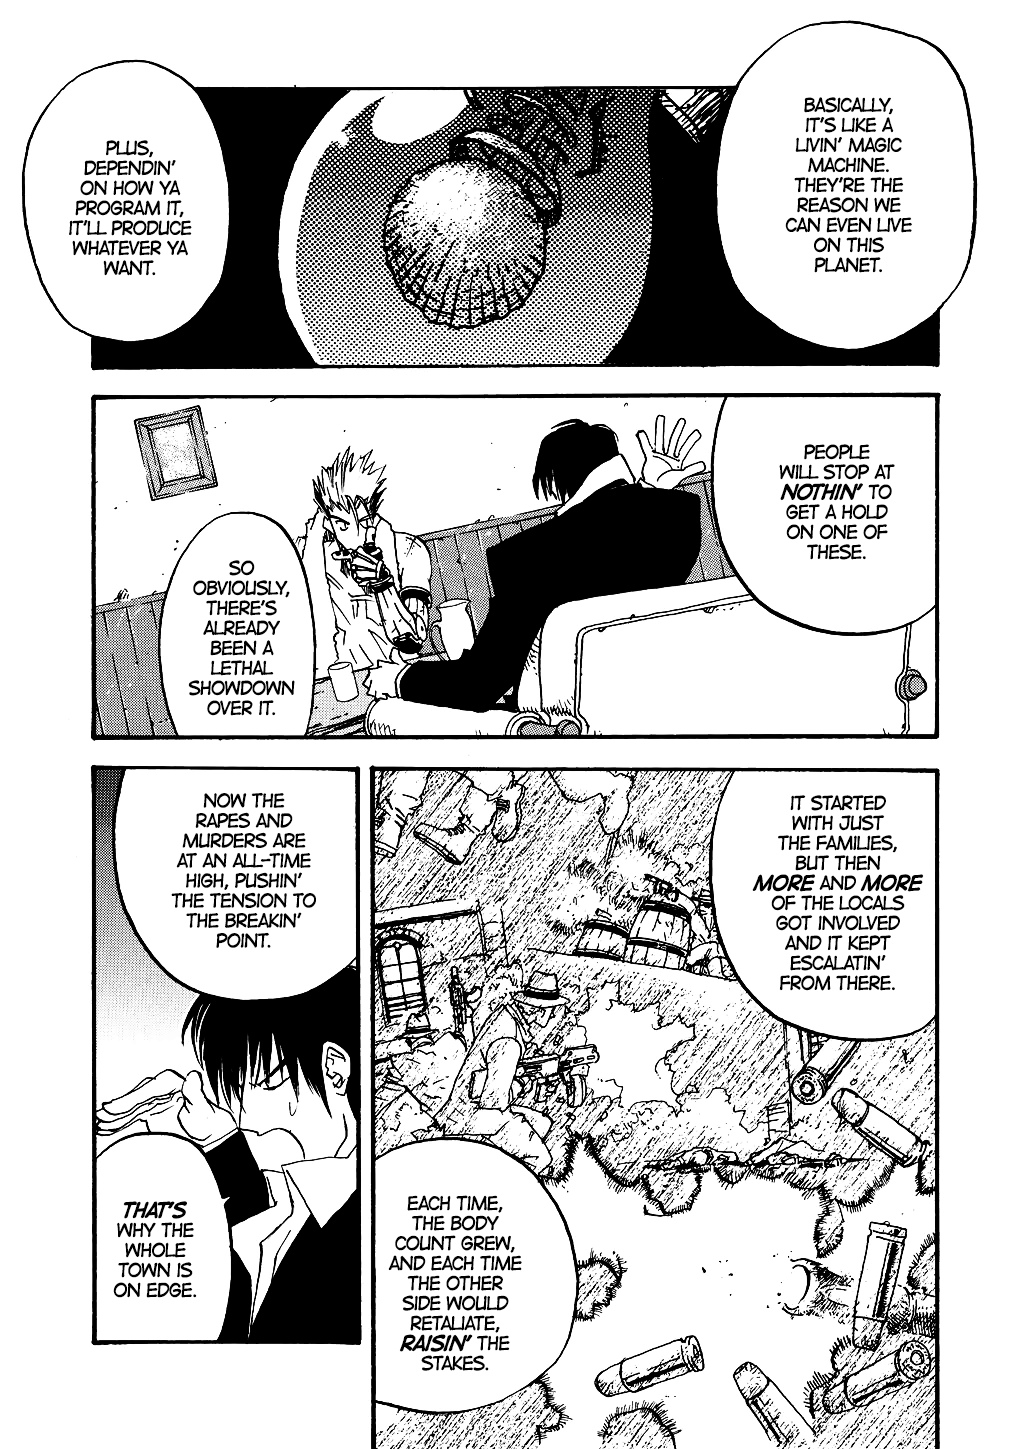 BASICALLY,
IT'S LIKE A
LIVIN' MAGIC
MACHINE.
THEY'RE THE
REASON WE
CAN EVEN LIVE
ON THIS
PLANET.
PLUS,
DEPENDIN'
ON HOW YA
PROGRAM IT,
IT'LL PRODUCE
WHATEVER YA
WANT.
PEOPLE
WILL STOP AT
NOTHIN' TO
GET A HOLD
ON ONE OF
THESE.
SO
OBVIOUSLY,
THERE'S
ALREADY
BEEN A
LETHAL
SHOWDOWN
OVER IT.
IT STARTED
WITH JUST
THE FAMILIES,
BUT THEN
MORE AND MORE
OF THE LOCALS
GOT INVOLVED
AND IT KEPT
ESCALATIN'
FROM THERE.
EACH TIME,
THE BODY
COUNT GREW,
AND EACH TIME
THE OTHER
SIDE WOULD
RETALIATE,
RAISIN' THE
STAKES.
NOW THE
RAPES AND
MURDERS ARE
AT AN ALL-TIME
HIGH, PUSHIN'
THE TENSION TO
THE BREAKIN'
POINT.
THAT'S
WHY THE
WHOLE
TOWN IS
ON EDGE.